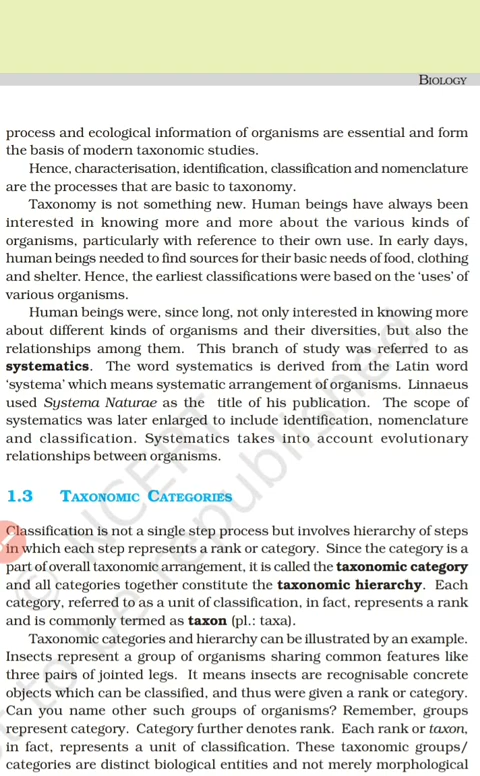 BIOLOGY
process and ecological information of organisms are essential and form
the basis of modern taxonomic studies.
Hence, characterisation, identification, classification and nomenclature
are the processes that are basic to taxonomy.
Taxonomy is not something new. Human beings have always been
interested in knowing more and more about the various kinds of
organisms, particularly with reference to their own use. In early days,
human beings needed to find sources for their basic needs of food, clothing
and shelter. Hence, the earliest classifications were based on the ‘uses’ of
various organisms.
Human beings were, since long, not only interested in knowing more
about different kinds of organisms and their diversities, but also the
relationships among them. This branch of study was referred to as
systematics. The word systematics is derived from the Latin word
‘systema’ which means systematic arrangement of organisms. Linnaeus
used Systema Naturae as the title of his publication. The scope of
systematics was later enlarged to include identification, nomenclature
and classification. Systematics takes into account evolutionary
relationships between organisms.
1.3 TAXONOMIC CATEGORIES
Classification is not a single step process but involves hierarchy of steps
in which each step represents a rank or category. Since the category is a
part of overall taxonomic arrangement, it is called the taxonomic category
and all categories together constitute the taxonomic hierarchy. Each
category, referred to as a unit of classification, in fact, represents a rank
and is commonly termed as taxon (pl.: taxa).
Taxonomic categories and hierarchy can be illustrated by an example.
Insects represent a group of organisms sharing common features like
three pairs of jointed legs. It means insects are recognisable concrete
objects which can be classified, and thus were given a rank or category.
Can you name other such groups of organisms? Remember, groups
represent category. Category further denotes rank. Each rank or taxon,
in fact, represents a unit of classification. These taxonomic groups/
categories are distinct biological entities and not merely morphological
© NCERT
to be republished